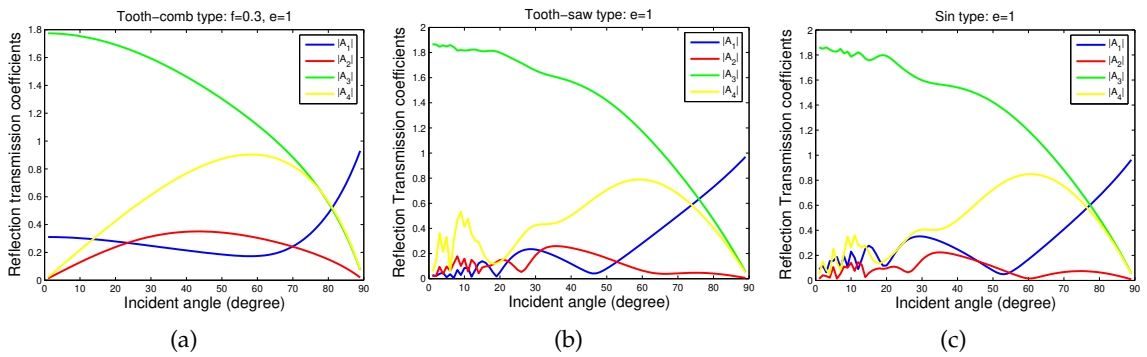 Tooth−comb type: f=0.3, e=1
Reflection transmission coefficients
1.8
1.6
1.4
1.2
1
0.8
0.6
0.4
0.2
0
0 10 20 30 40 50 60 70 80 90
Incident angle (degree)
|A1|
|A2|
|A3|
|A4|
(a)
Tooth−saw type: e=1
Reflection Transmission coefficients
2
1.8
1.6
1.4
1.2
1
0.8
0.6
0.4
0.2
0
0 10 20 30 40 50 60 70 80 90
Incident angle (degree)
|A1|
|A2|
|A3|
|A4|
(b)
Sin type: e=1
Reflection Transmission coefficients
2
1.8
1.6
1.4
1.2
1
0.8
0.6
0.4
0.2
0
0 10 20 30 40 50 60 70 80 90
Incident angle (degree)
|A1|
|A2|
|A3|
|A4|
(c)